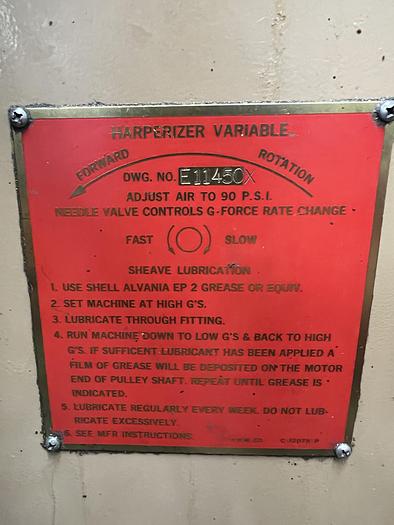 HARPERIZER VARIABLE
FORWARD ROTATION
DWG. NO. E11450X
ADJUST AIR TO 90 P.S.I.
NEEDLE VALVE CONTROLS G-FORCE RATE CHANGE
FAST SLOW
SHEAVE LUBRICATION
1. USE SHELL ALVANIA EP 2 GREASE OR EQUIV.
2. SET MACHINE AT HIGH G'S.
3. LUBRICATE THROUGH FITTING.
4. RUN MACHINE DOWN TO LOW G'S & BACK TO HIGH
G'S. IF SUFFICENT LUBRICANT HAS BEEN APPLIED A
FILM OF GREASE WILL BE DEPOSITED ON THE MOTOR
END OF PULLEY SHAFT. REPEAT UNTIL GREASE IS
INDICATED.
5. LUBRICATE REGULARLY EVERY WEEK. DO NOT LUB-
RICATE EXCESSIVELY.
6. SEE MFR INSTRUCTIONS.